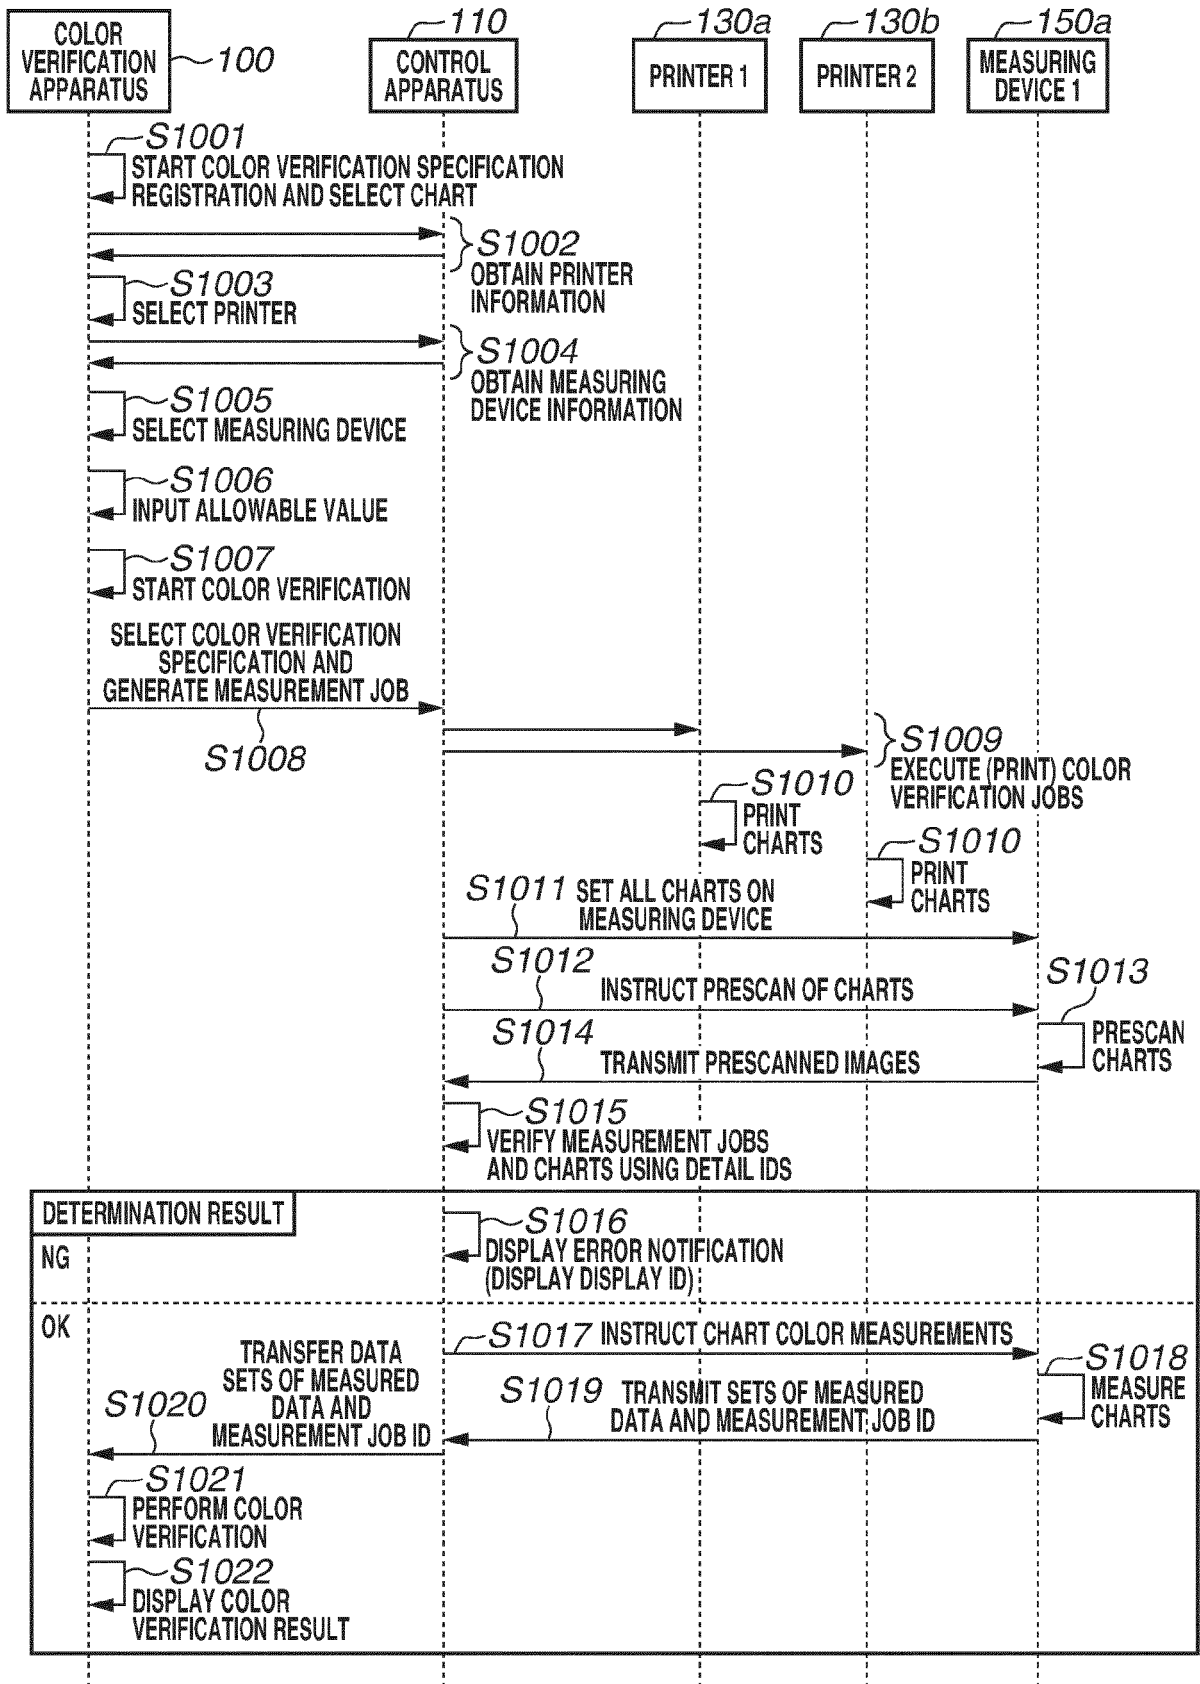 COLOR
VERIFICATION
APPARATUS
100
110
CONTROL
APPARATUS
130a
PRINTER 1
130b
PRINTER 2
150a
MEASURING
DEVICE 1
S1001
START COLOR VERIFICATION SPECIFICATION
REGISTRATION AND SELECT CHART
S1002
OBTAIN PRINTER
INFORMATION
S1003
SELECT PRINTER
S1004
OBTAIN MEASURING
DEVICE INFORMATION
S1005
SELECT MEASURING DEVICE
S1006
INPUT ALLOWABLE VALUE
S1007
START COLOR VERIFICATION
SELECT COLOR VERIFICATION
SPECIFICATION AND
GENERATE MEASUREMENT JOB
S1008
S1009
EXECUTE (PRINT) COLOR
VERIFICATION JOBS
S1010
PRINT
CHARTS
S1010
PRINT
CHARTS
S1011
SET ALL CHARTS ON
MEASURING DEVICE
S1012
INSTRUCT PRESCAN OF CHARTS
S1013
PRESCAN
CHARTS
S1014
TRANSMIT PRESCANNED IMAGES
S1015
VERIFY MEASUREMENT JOBS
AND CHARTS USING DETAIL IDS
DETERMINATION RESULT
NG
S1016
DISPLAY ERROR NOTIFICATION
(DISPLAY DISPLAY ID)
OK
S1017
INSTRUCT CHART COLOR MEASUREMENTS
S1018
MEASURE
CHARTS
S1019
TRANSMIT SETS OF MEASURED
DATA AND MEASUREMENT JOB ID
TRANSFER DATA
SETS OF MEASURED
DATA AND
MEASUREMENT JOB ID
S1020
S1021
PERFORM COLOR
VERIFICATION
S1022
DISPLAY COLOR
VERIFICATION RESULT